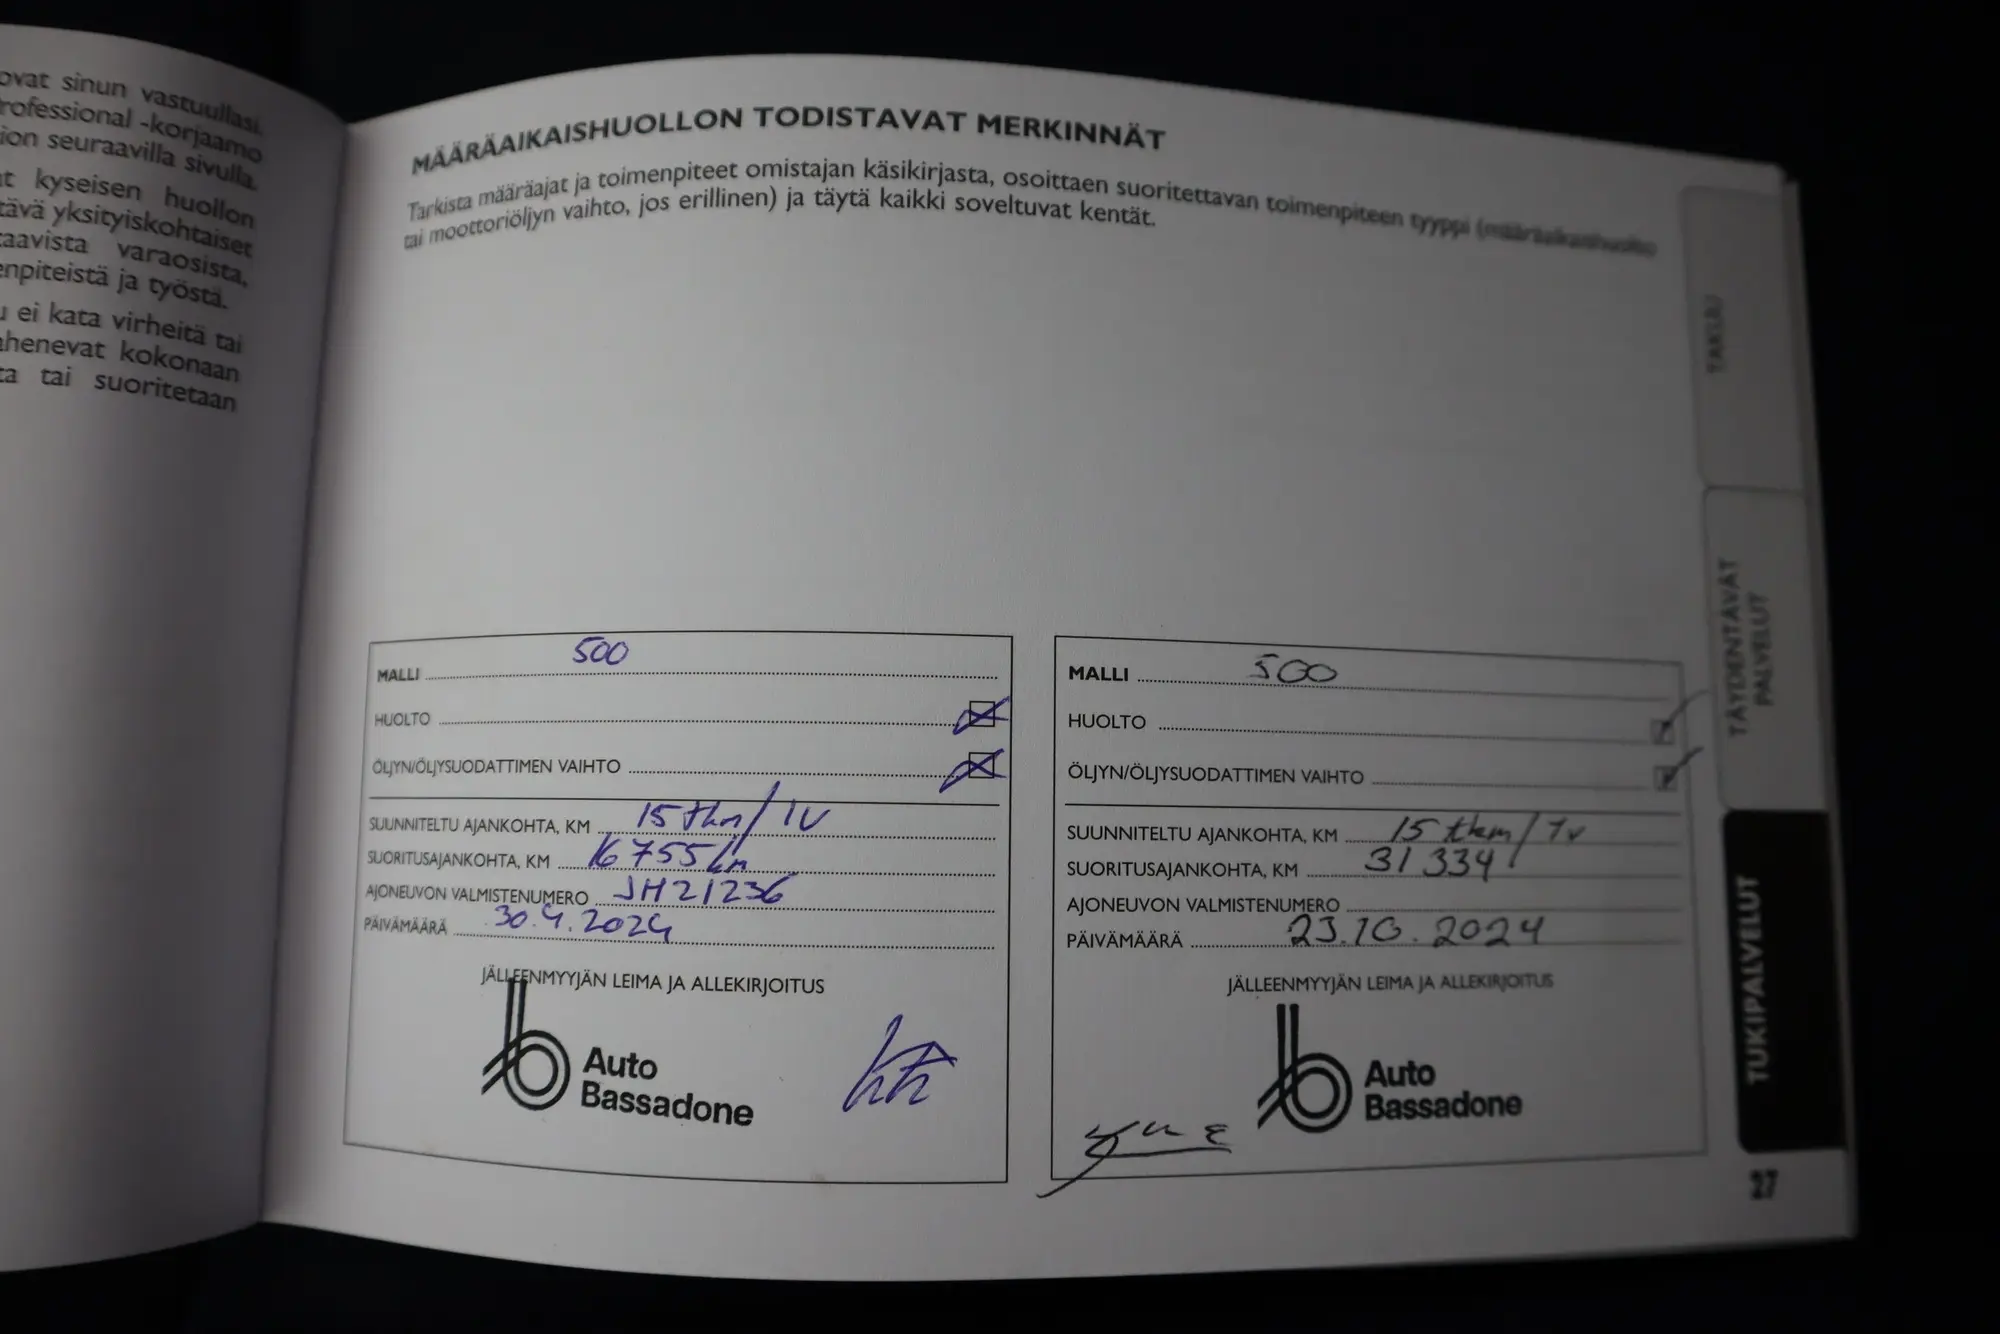 ovat sinun vastuullasi.
rofessional -korjaamo
ion seuraavilla sivulla.
t kyseisen huollon
tävä yksityiskohtaiset
aavista varaosista,
enpiteistä ja työstä.
ei kata virheitä tai
henevat kokonaan
ta tai suoritetaan
MÄÄRÄAIKAISHUOLLON TODISTAVAT MERKINNÄT
Tarkista määräajat ja toimenpiteet omistajan käsikirjasta, osoittaen suoritettavan toimenpiteen tyyppi (määräaikaishuolto
tai moottoriöljyn vaihto, jos erillinen) ja täytä kaikki soveltuvat kentät.
MALLI 500
HUOLTO
ÖLJYN/ÖLJYSUODATTIMEN VAIHTO
SUUNNITELTU AJANKOHTA, KM 15 tkm/1v
SUORITUSAJANKOHTA, KM 16755 km
AJONEUVON VALMISTENUMERO JH21236
PÄIVÄMÄÄRÄ 30.4.2024
JÄLLEENMYYJÄN LEIMA JA ALLEKIRJOITUS
Auto
Bassadone
MALLI 500
HUOLTO
ÖLJYN/ÖLJYSUODATTIMEN VAIHTO
SUUNNITELTU AJANKOHTA, KM 15 tkm/1v
SUORITUSAJANKOHTA, KM 31334
AJONEUVON VALMISTENUMERO
PÄIVÄMÄÄRÄ 23.10.2024
JÄLLEENMYYJÄN LEIMA JA ALLEKIRJOITUS
Auto
Bassadone
TAKUU
TÄYDENTÄVÄT
PALVELUT
TUKIPALVELUT
27